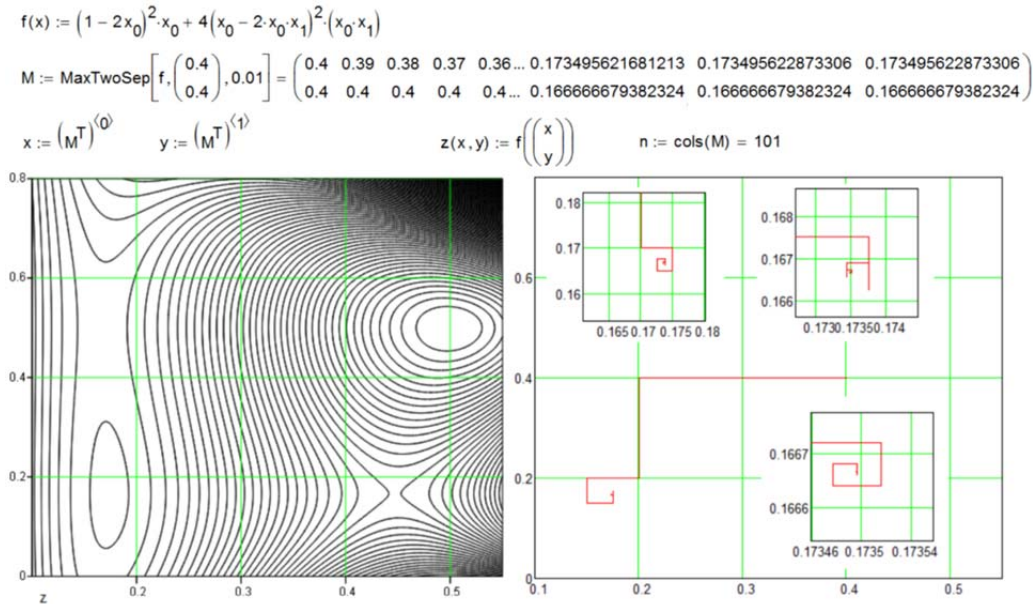 f(x) := (1 - 2x₀)²·x₀ + 4(x₀ - 2·x₀·x₁)²·(x₀·x₁)
M := MaxTwoSep[f, (0.4 0.4), 0.01] = (0.4 0.39 0.38 0.37 0.36... 0.173495621681213 0.173495622873306 0.173495622873306
0.4 0.4 0.4 0.4 0.4... 0.166666679382324 0.166666679382324 0.166666679382324)
x := (Mᵀ)^⟨0⟩ y := (Mᵀ)^⟨1⟩ z(x,y) := f((x y)) n := cols(M) = 101
0.8
0.6
0.4
0.2
0
0.2 0.3 0.4 0.5
z
0.6
0.4
0.2
0
0.1 0.2 0.3 0.4 0.5
0.18
0.17
0.16
0.165 0.17 0.175 0.18
0.168
0.167
0.166
0.1730 0.1735 0.174
0.1667
0.1666
0.17346 0.1735 0.17354